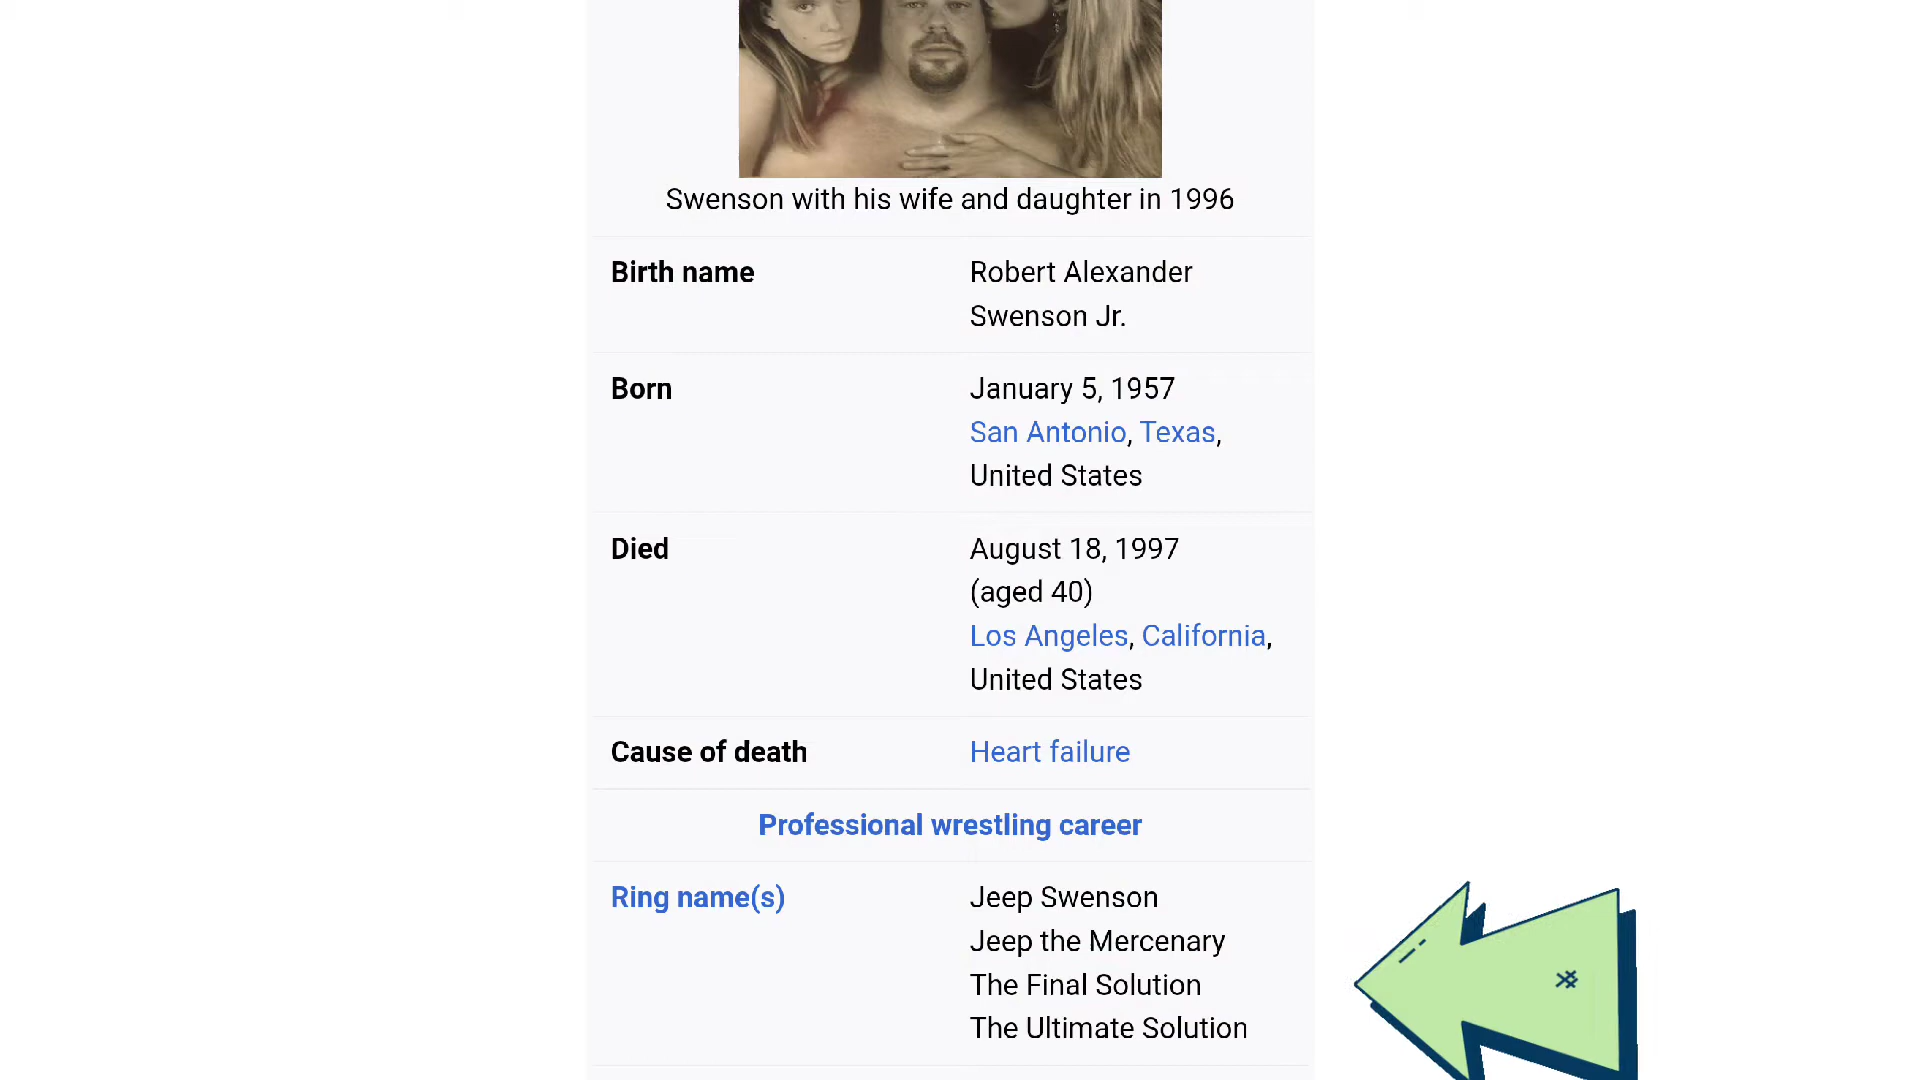 Swenson with his wife and daughter in 1996
Birth name
Robert Alexander
Swenson Jr.
Born
January 5, 1957
San Antonio, Texas,
United States
Died
August 18, 1997
(aged 40)
Los Angeles, California,
United States
Cause of death
Heart failure
Professional wrestling career
Ring name(s)
Jeep Swenson
Jeep the Mercenary
The Final Solution
The Ultimate Solution